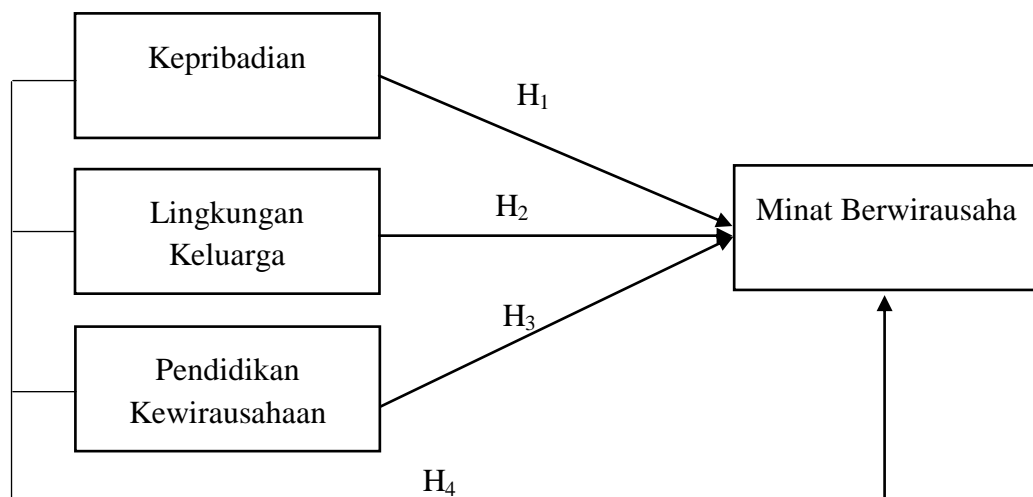 Kepribadian
H₁
Lingkungan
Keluarga
H₂
Minat Berwirausaha
H₃
Pendidikan
Kewirausahaan
H₄